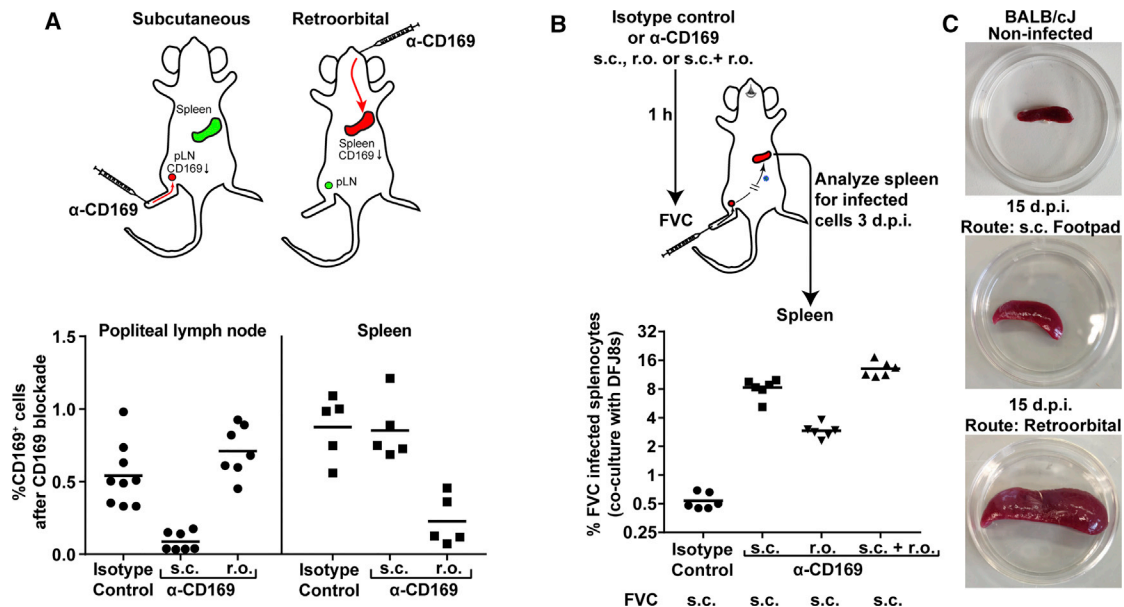 A
Subcutaneous
Retroorbital
α-CD169
Spleen
pLN
CD169↓
α-CD169
Spleen
CD169↓
pLN
%CD169⁺ cells
after CD169 blockade
Popliteal lymph node
Spleen
1.5
1.0
0.5
0.0
Isotype
Control
s.c.
r.o.
α-CD169
Isotype
Control
s.c.
r.o.
α-CD169
B
Isotype control
or α-CD169
s.c., r.o. or s.c.+ r.o.
1 h
FVC
Analyze spleen
for infected
cells 3 d.p.i.
Spleen
% FVC infected splenocytes
(co-culture with DFJ8s)
32
16
8
4
2
1
0.5
0.25
Isotype
Control
s.c.
r.o.
s.c. + r.o.
α-CD169
FVC s.c. s.c. s.c. s.c.
C
BALB/cJ
Non-infected
15 d.p.i.
Route: s.c. Footpad
15 d.p.i.
Route: Retroorbital